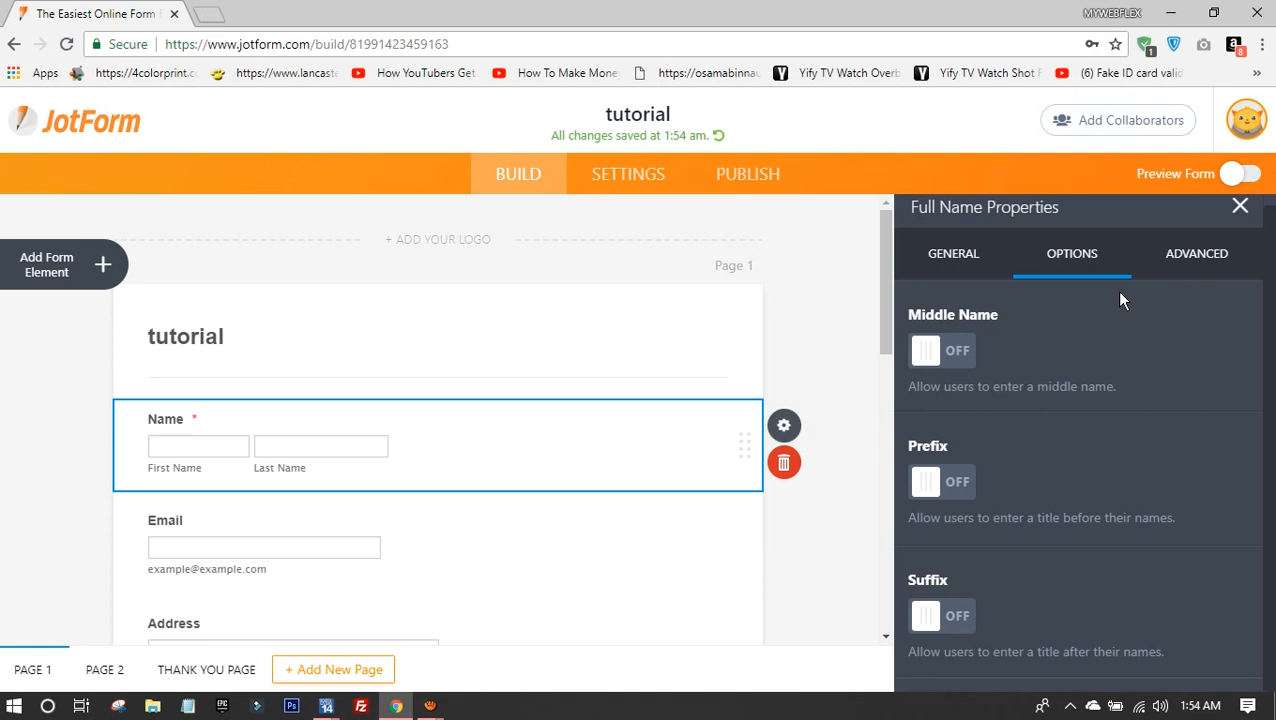 The Easiest Online Form
MYWEBFLEX
Secure
https://www.jotform.com/build/81991423459163
1
8
Apps
https://4colorprint.c
https://www.lancaste
How YouTubers Get
How To Make Mone
https://osmabinnau
Yify TV Watch Overb
Yify TV Watch Shot F
(6) Fake ID card valid
»
JotForm
tutorial
All changes saved at 1:54 am.
Add Collaborators
BUILD
SETTINGS
PUBLISH
Preview Form
Add Form
Element
+ ADD YOUR LOGO
Page 1
tutorial
Name *
First Name
Last Name
Email
example@example.com
Address
Full Name Properties
GENERAL
OPTIONS
ADVANCED
Middle Name
OFF
Allow users to enter a middle name.
Prefix
OFF
Allow users to enter a title before their names.
Suffix
OFF
Allow users to enter a title after their names.
PAGE 1
PAGE 2
THANK YOU PAGE
+ Add New Page
1:54 AM